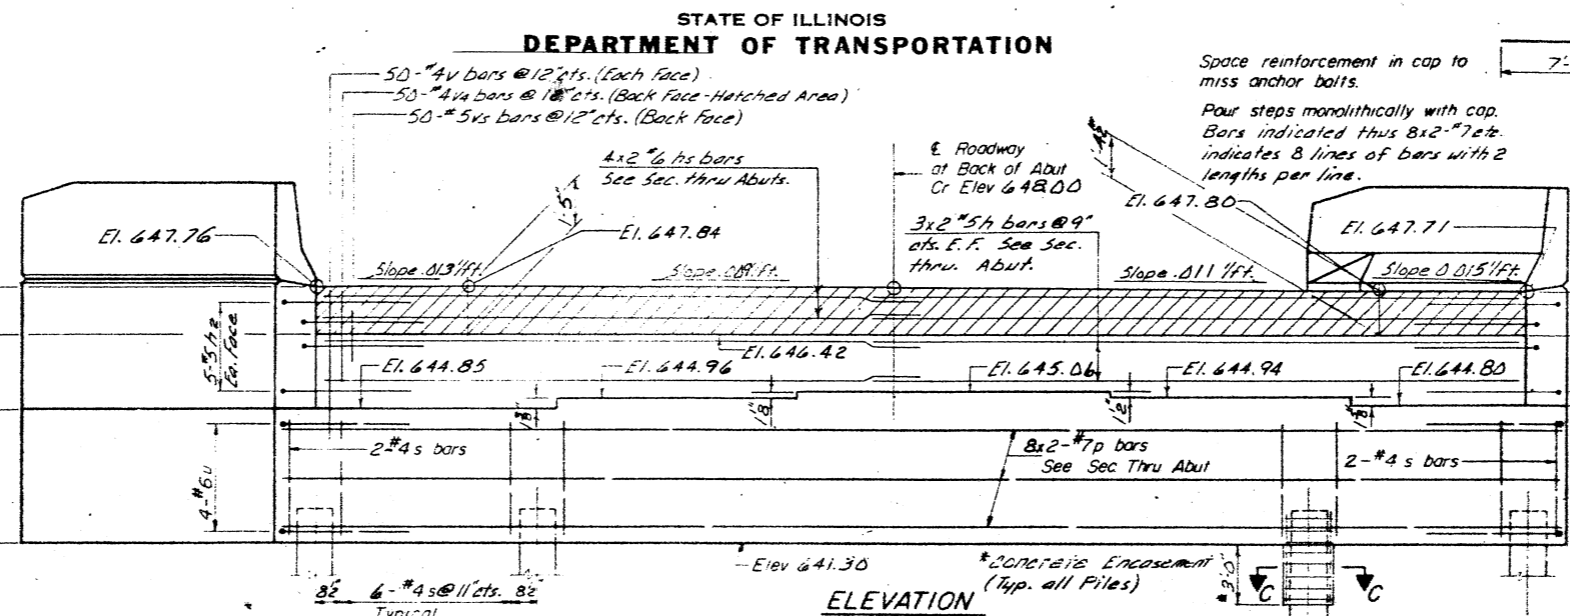 STATE OF ILLINOIS
DEPARTMENT OF TRANSPORTATION
50-#4v bars @ 12"cts. (Each Face)
50-#4v4 bars @ cts. (Back Face-Hatched Area)
50-#5v5 bars @ 12"cts. (Back Face)
4x2 #6 h5 bars
See Sec. thru Abuts.
℄ Roadway
at Back of Abut
Cr Elev 648.00
3x2 #5h bars @ 9"
cts. E.F. See Sec.
thru. Abut.
Space reinforcement in cap to
miss anchor bolts.
Pour steps monolithically with cap.
Bars indicated thus 8x2-#7 etc.
indicates 8 lines of bars with 2
lengths per line.
7'-
El. 647.76
El. 647.84
El. 647.80
El. 647.71
Slope .013'/ft.
Slope ft.
Slope .011'/ft.
Slope 0.015'/ft.
5-#5h2
Ea. Face
El. 646.42
El. 644.85
El. 644.96
El. 645.06
El. 644.94
El. 644.80
2-#4 s bars
8x2-#7p bars
See Sec Thru Abut
2-#4 s bars
4-#6u
Elev 641.30
*Concrete Encasement
(Typ. all Piles)
*3'-0"
C C
6-#4 s @ 11"cts.
Typical
ELEVATION